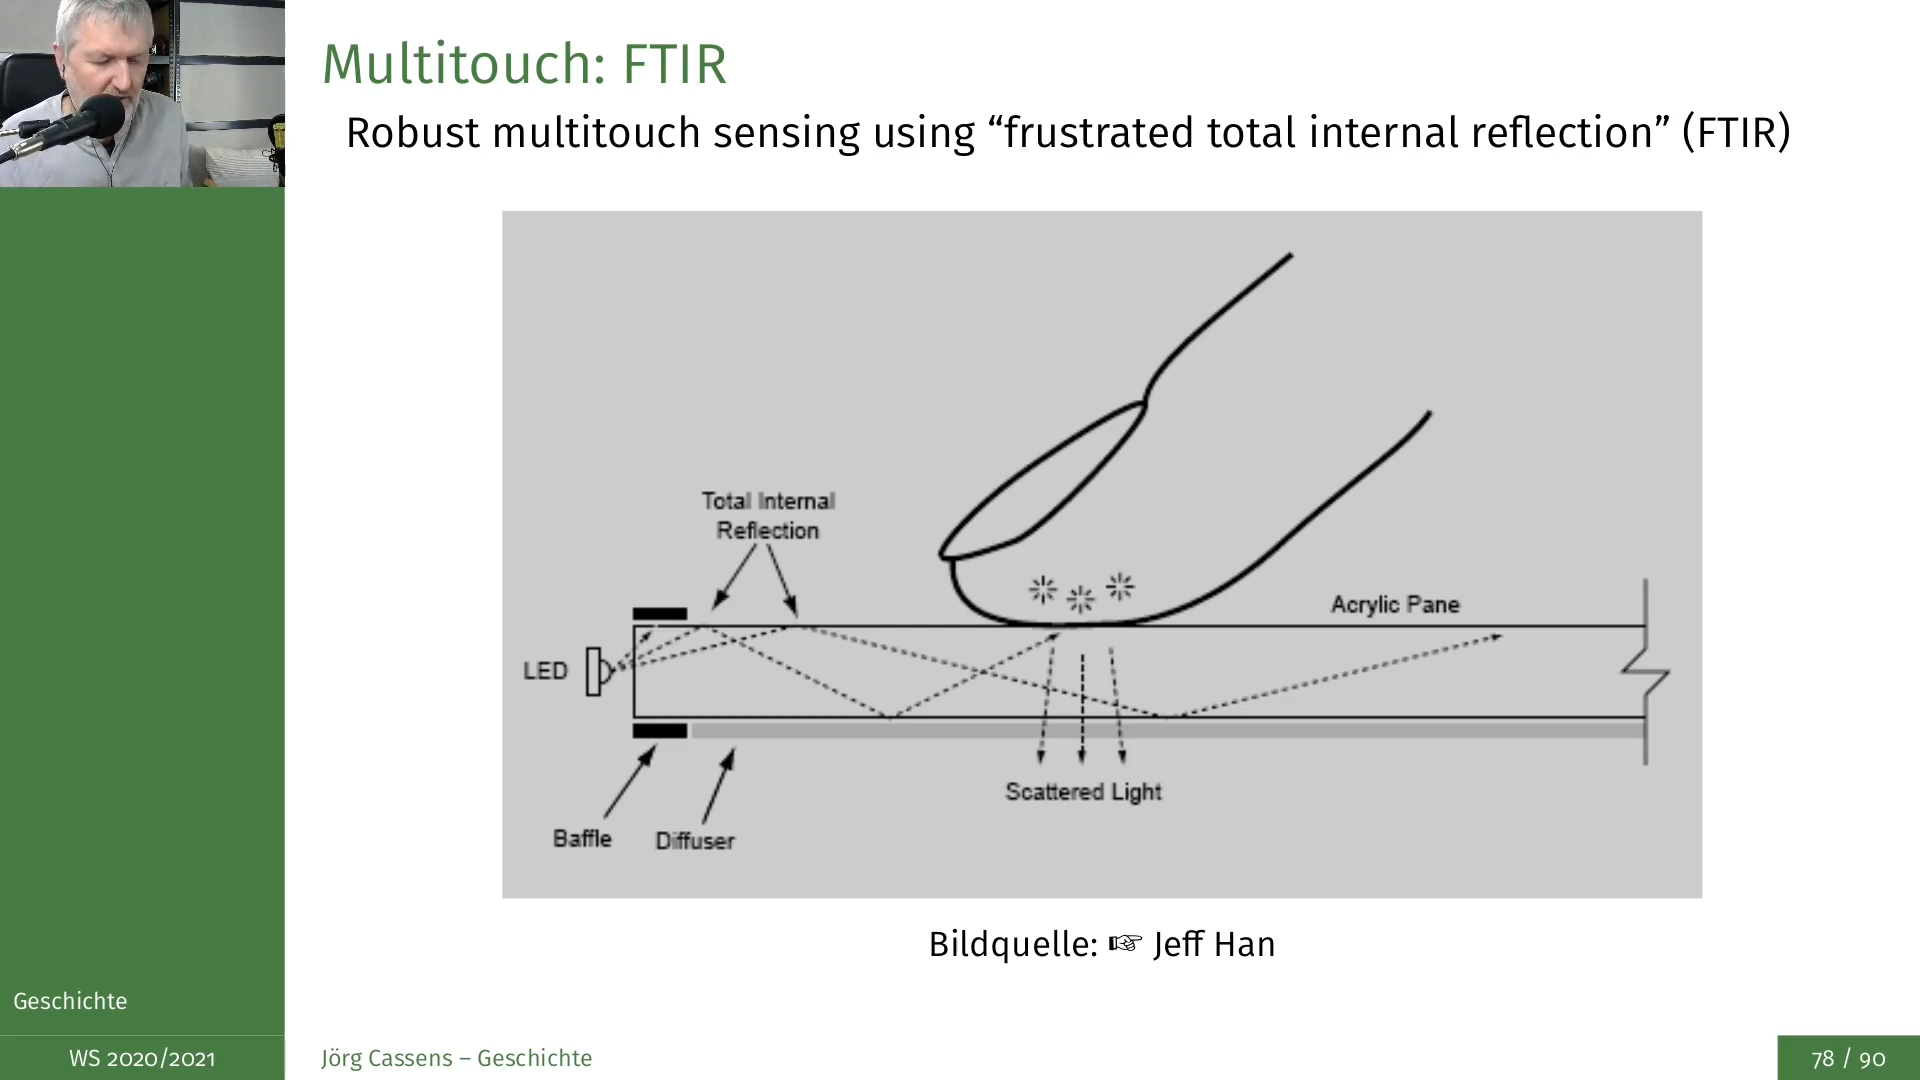 Multitouch: FTIR
Robust multitouch sensing using “frustrated total internal reflection” (FTIR)
Total Internal
Reflection
Acrylic Pane
LED
Scattered Light
Baffle
Diffuser
Bildquelle: ☞ Jeff Han
Geschichte
WS 2020/2021
Jörg Cassens – Geschichte
78 / 90